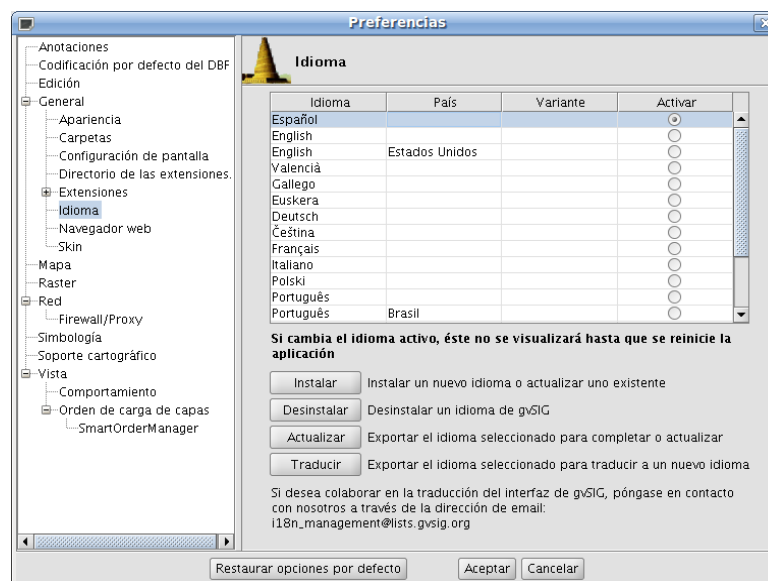 Preferencias
Anotaciones
Codificación por defecto del DBF
Edición
General
Apariencia
Carpetas
Configuración de pantalla
Directorio de las extensiones.
Extensiones
Idioma
Navegador web
Skin
Mapa
Raster
Red
Firewall/Proxy
Simbología
Soporte cartográfico
Vista
Comportamiento
Orden de carga de capas
SmartOrderManager
Idioma
Idioma País Variante Activar
Español
English
English Estados Unidos
Valencià
Gallego
Euskera
Deutsch
Čeština
Français
Italiano
Polski
Português
Português Brasil
Si cambia el idioma activo, éste no se visualizará hasta que se reinicie la
aplicación
Instalar Instalar un nuevo idioma o actualizar uno existente
Desinstalar Desinstalar un idioma de gvSIG
Actualizar Exportar el idioma seleccionado para completar o actualizar
Traducir Exportar el idioma seleccionado para traducir a un nuevo idioma
Si desea colaborar en la traducción del interfaz de gvSIG, póngase en contacto
con nosotros a través de la dirección de email:
i18n_management@lists.gvsig.org
Restaurar opciones por defecto Aceptar Cancelar